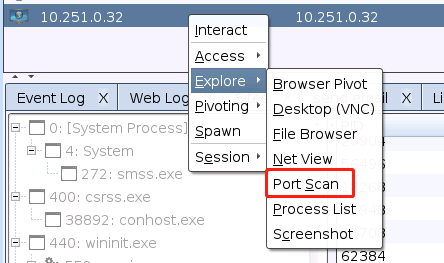 10.251.0.32 10.251.0.32
Interact
Access
Explore
Pivoting
Spawn
Session
Browser Pivot
Desktop (VNC)
File Browser
Net View
Port Scan
Process List
Screenshot
Event Log X Web Log
0: [System Process]
4: System
272: smss.exe
400: csrss.exe
38892: conhost.exe
440: wininit.exe
62384